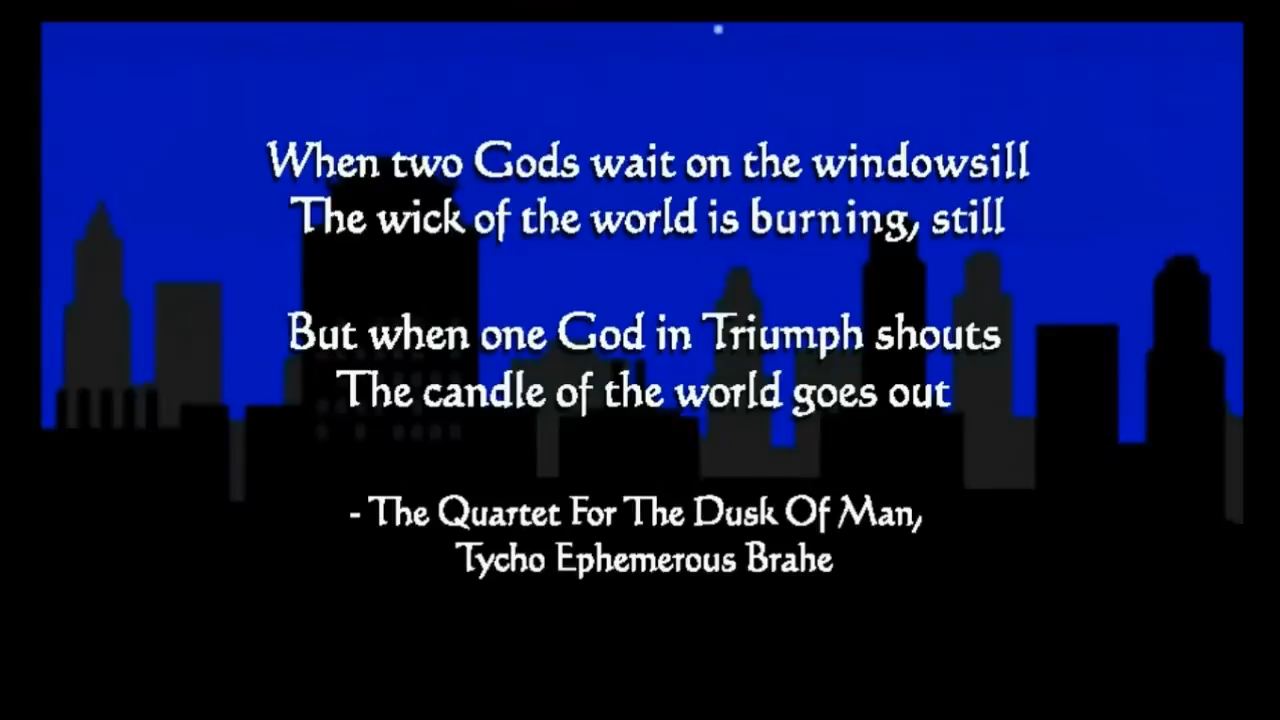 When two Gods wait on the windowsill
The wick of the world is burning, still
But when one God in Triumph shouts
The candle of the world goes out
- The Quartet For The Dusk Of Man,
Tycho Ephemerous Brahe